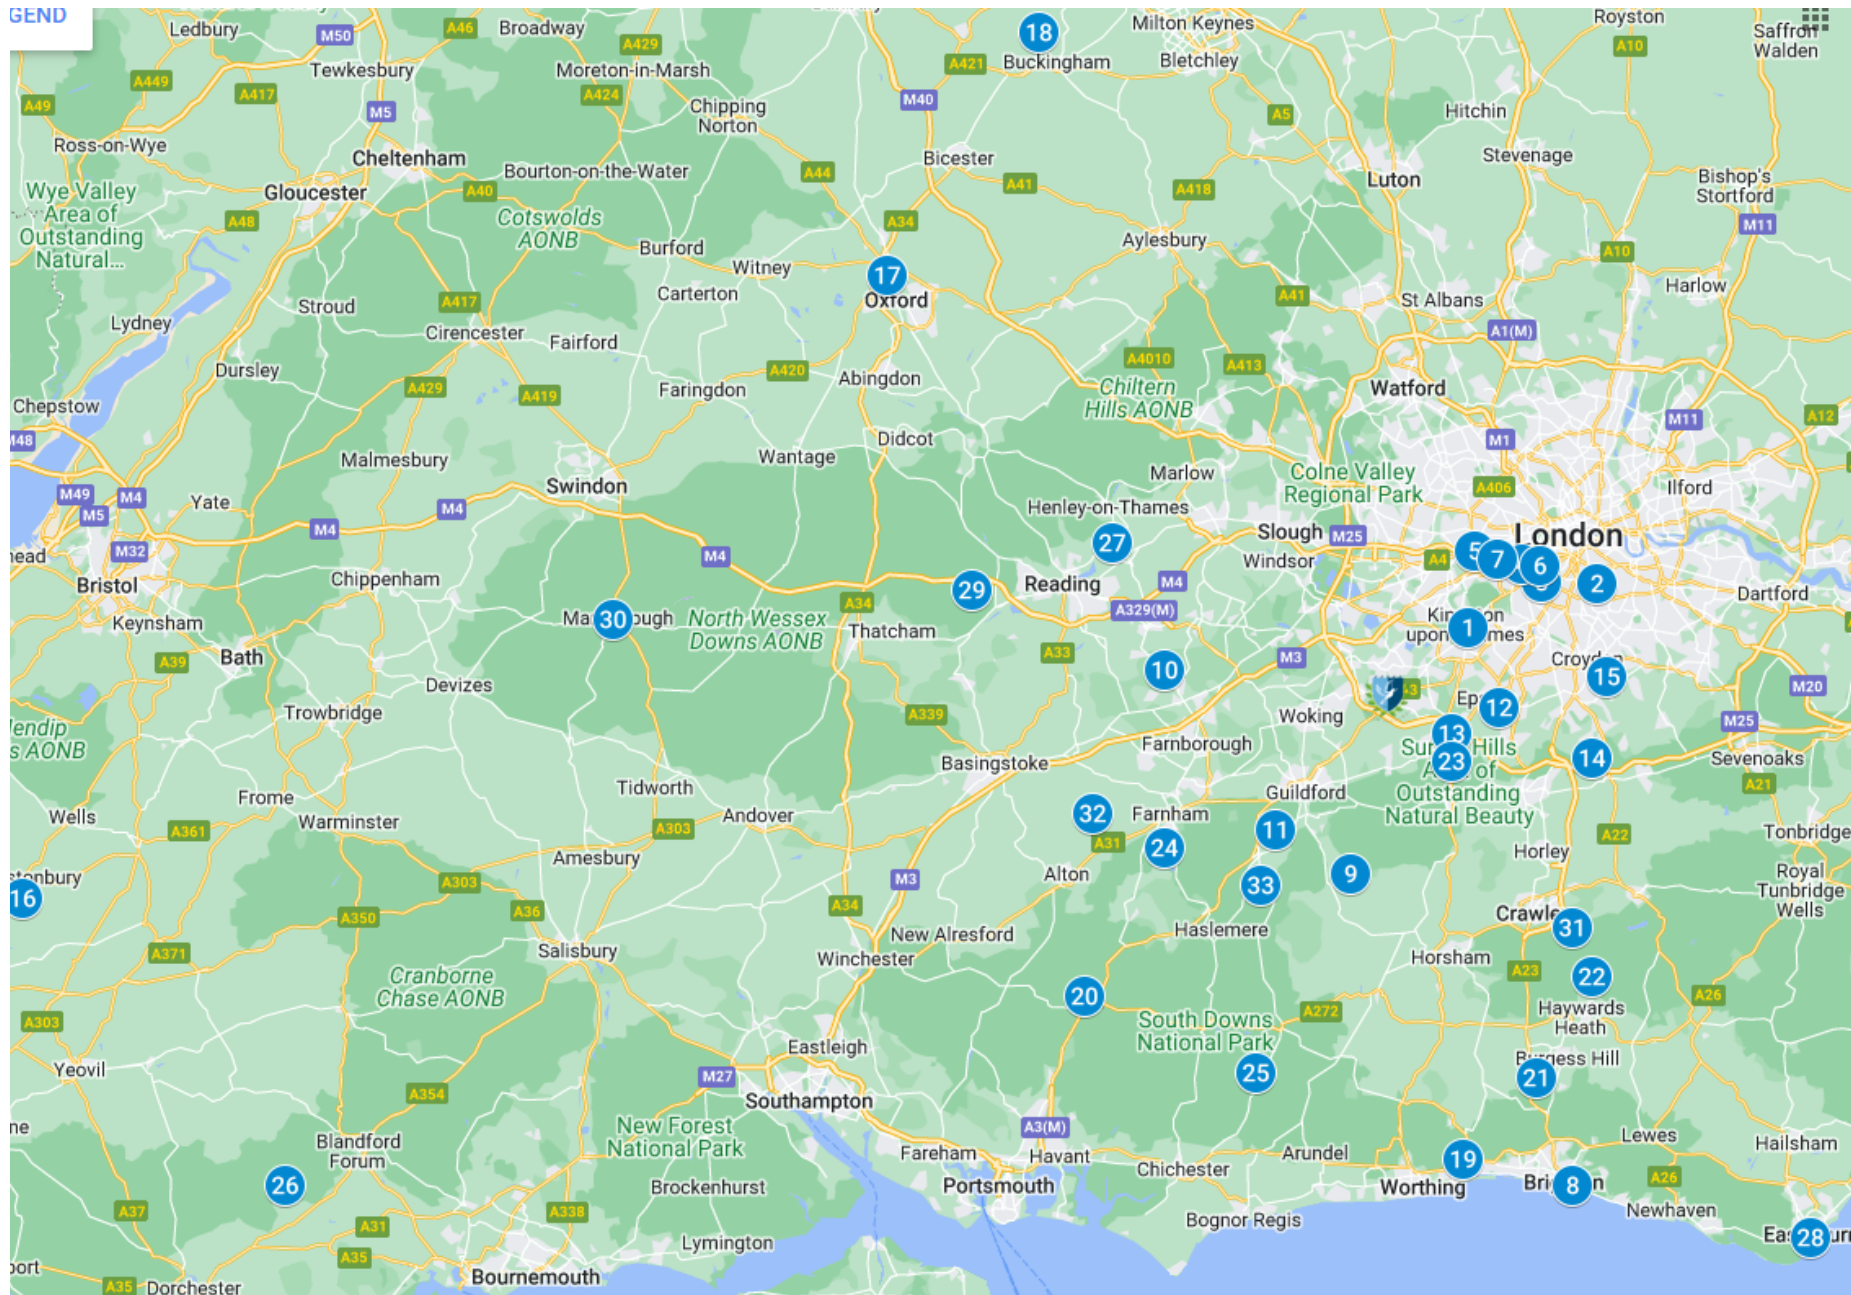 GEND
Ledbury
M50
A46
Broadway
A429
18
Buckingham
Milton Keynes
Bletchley
Royston
A10
Saffron
Walden
Tewkesbury
Moreton-in-Marsh
A421
A449
A417
A49
M5
A424
Chipping
Norton
M40
A5
Hitchin
Ross-on-Wye
Cheltenham
Bourton-on-the-Water
A44
Bicester
A41
A418
Luton
Stevenage
Bishop's
Stortford
M11
Wye Valley
Area of
Outstanding
Natural...
Gloucester
A40
A48
Cotswolds
AONB
A34
Burford
Witney
17
Oxford
Aylesbury
A10
Carterton
A41
St Albans
Harlow
Stroud
A417
Lydney
Cirencester
Fairford
A1(M)
Dursley
A429
A419
A420
Abingdon
A4010
A413
Faringdon
Chiltern
Hills AONB
Watford
M11
A12
Chepstow
M48
Didcot
M1
Malmesbury
Wantage
Marlow
Colne Valley
Regional Park
A406
Ilford
Swindon
M49
M4
M5
Yate
M4
M4
Henley-on-Thames
27
Slough
M25
London
M32
Bristol
M4
Windsor
A4
5
7
6
2
Chippenham
29
Reading
M4
A329(M)
Dartford
Keynsham
30
North Wessex
Downs AONB
A34
Thatcham
1
A39
Bath
A33
10
M3
15
Devizes
M20
Trowbridge
A339
Woking
12
M25
Farnborough
13
Hills
23
Outstanding
Natural Beauty
14
Sevenoaks
A21
Basingstoke
Tidworth
Guildford
Frome
Wells
Warminster
A361
A303
Andover
32
Farnham
A31
24
11
A22
Tonbridge
Amesbury
Horley
Alton
33
9
Royal
Tunbridge
Wells
16
A303
M3
A350
A36
A34
31
A371
Salisbury
New Alresford
Haslemere
Winchester
Horsham
Cranborne
Chase AONB
A23
22
20
A26
A303
A272
Haywards
Heath
South Downs
National Park
Yeovil
Eastleigh
Burgess Hill
21
25
M27
A354
Southampton
New Forest
National Park
A3(M)
Blandford
Forum
Fareham
Havant
Chichester
Arundel
19
Lewes
Hailsham
26
Brockenhurst
Portsmouth
Worthing
8
A26
A37
A31
A338
Bognor Regis
Newhaven
28
A35
Lymington
Bournemouth
A35
Dorchester